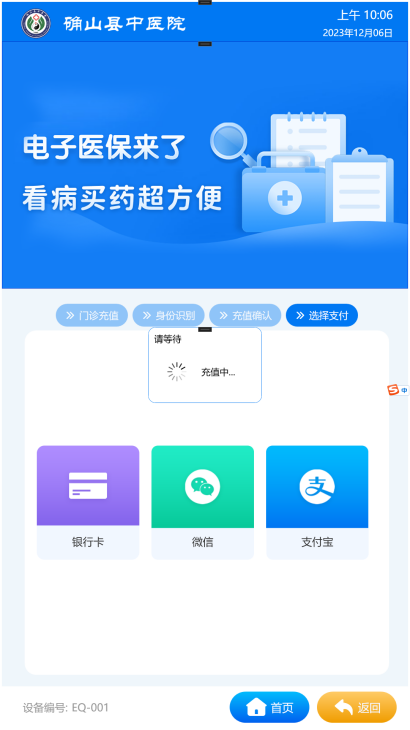 确山县中医院
上午 10:06
2023年12月06日
电子医保来了
看病买药超方便
门诊充值
身份识别
充值确认
选择支付
请等待
充值中...
中
银行卡
微信
支付宝
设备编号: EQ-001
首页
返回